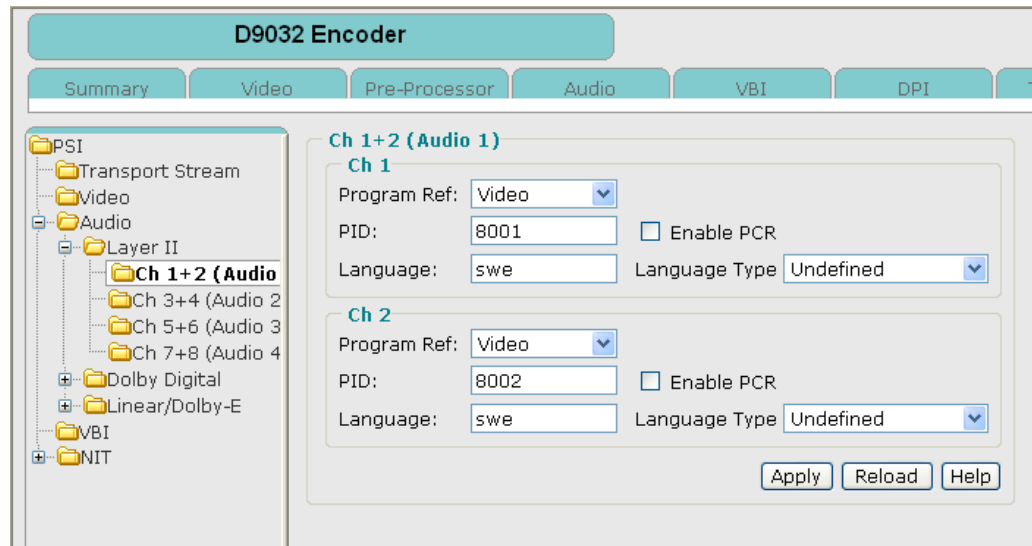 D9032 Encoder
Summary Video Pre-Processor Audio VBI DPI
PSI
Transport Stream
Video
Audio
Layer II
Ch 1+2 (Audio
Ch 3+4 (Audio 2
Ch 5+6 (Audio 3
Ch 7+8 (Audio 4
Dolby Digital
Linear/Dolby-E
VBI
NIT
Ch 1+2 (Audio 1)
Ch 1
Program Ref: Video
PID: 8001 Enable PCR
Language: swe Language Type Undefined
Ch 2
Program Ref: Video
PID: 8002 Enable PCR
Language: swe Language Type Undefined
Apply Reload Help